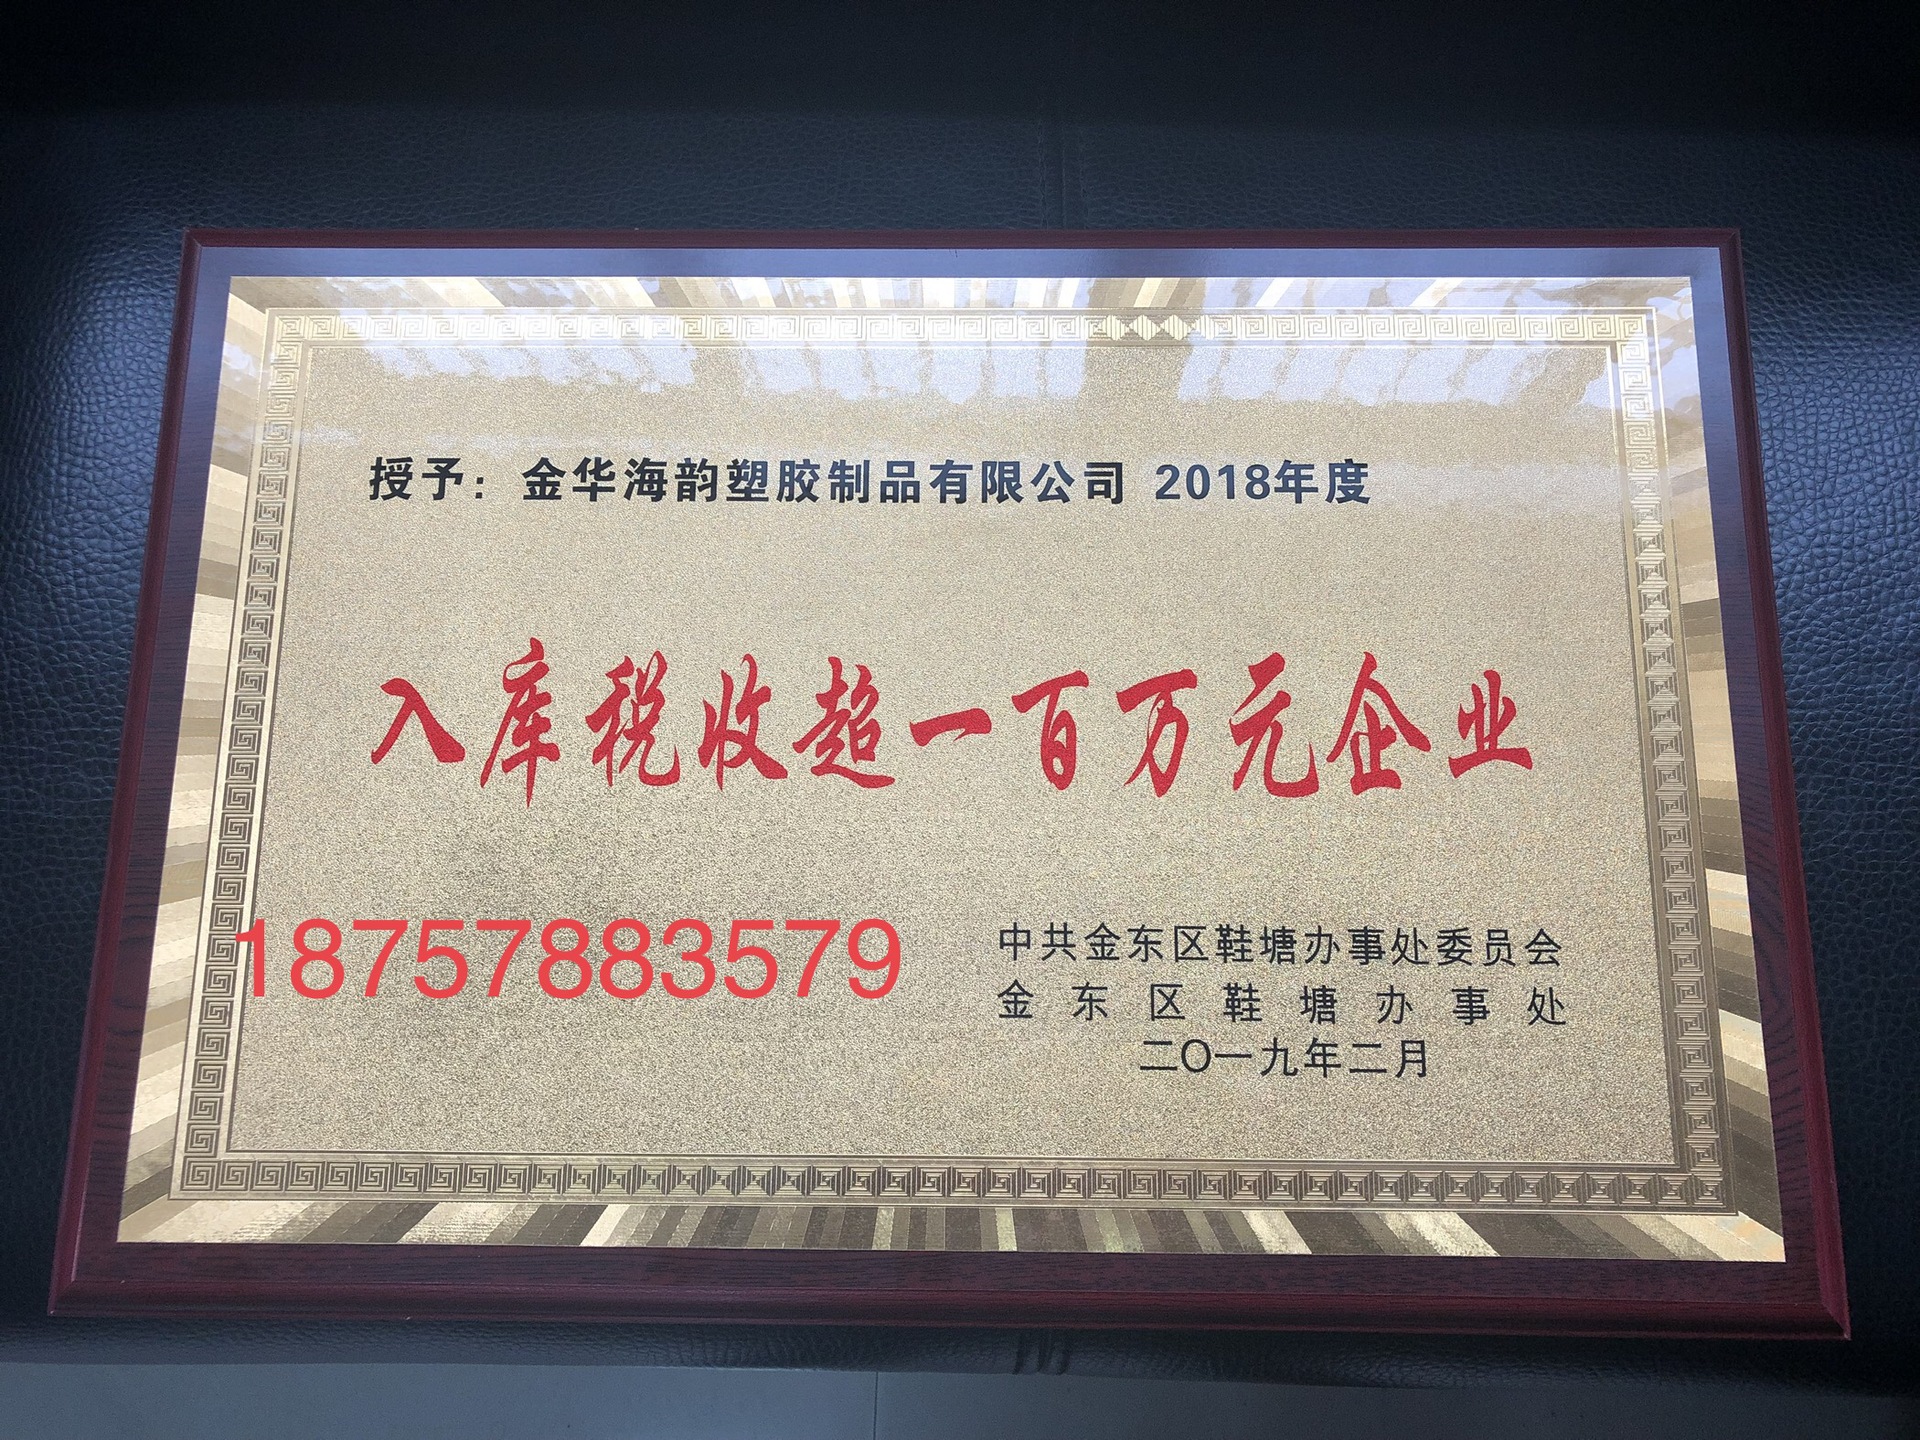 授予：金华海韵塑胶制品有限公司 2018年度
入库税收超一百万元企业
18757883579
中共金东区鞋塘办事处委员会
金东区鞋塘办事处
二〇一九年二月